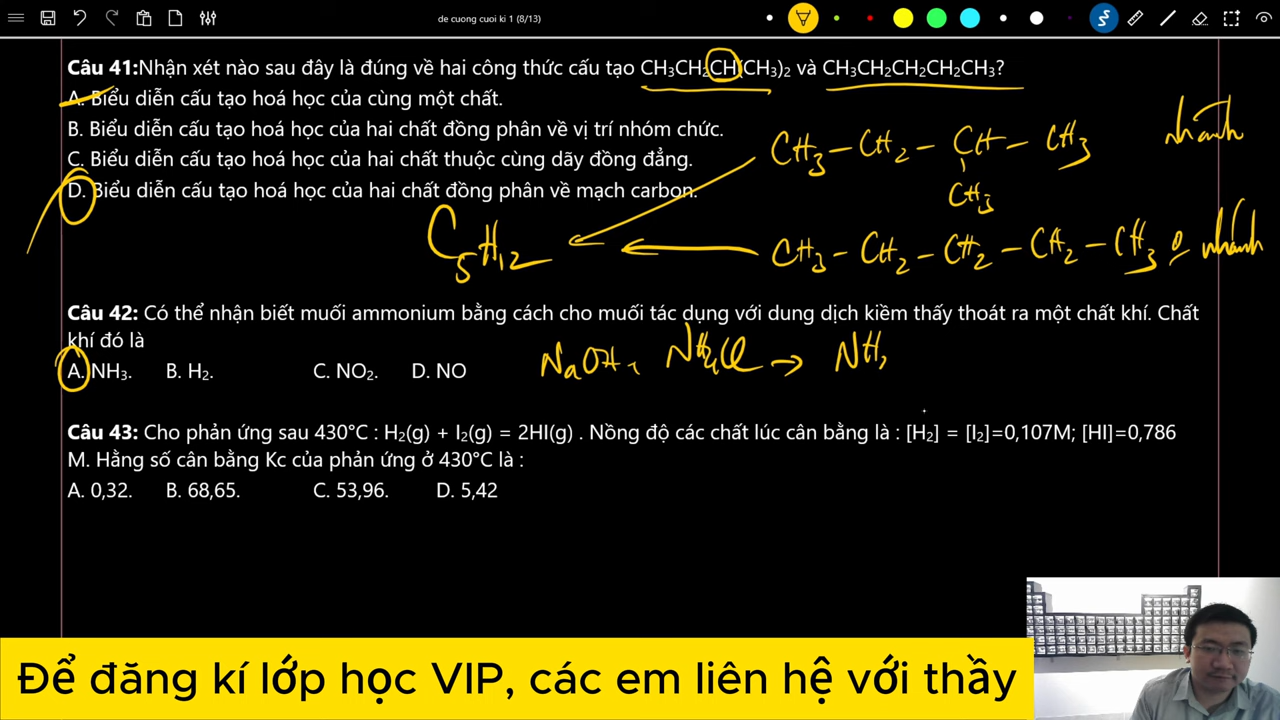 de cuong cuoi ki 1 (8/13)
Câu 41:Nhận xét nào sau đây là đúng về hai công thức cấu tạo CH₃CH₂CH(CH₃)₂ và CH₃CH₂CH₂CH₂CH₃?
A. Biểu diễn cấu tạo hoá học của cùng một chất.
B. Biểu diễn cấu tạo hoá học của hai chất đồng phân về vị trí nhóm chức.
C. Biểu diễn cấu tạo hoá học của hai chất thuộc cùng dãy đồng đẳng.
D. Biểu diễn cấu tạo hoá học của hai chất đồng phân về mạch carbon.
CH₃ — CH₂ — CH — CH₃ nhánh
CH₃
C₅H₁₂
CH₃ — CH₂ — CH₂ — CH₂ — CH₃ nhánh
Câu 42: Có thể nhận biết muối ammonium bằng cách cho muối tác dụng với dung dịch kiềm thấy thoát ra một chất khí. Chất
khí đó là
A. NH₃. B. H₂. C. NO₂. D. NO
NaOH + NH₄Cl → NH₃
Câu 43: Cho phản ứng sau 430°C : H₂(g) + I₂(g) = 2HI(g) . Nồng độ các chất lúc cân bằng là : [H₂] = [I₂]=0,107M; [HI]=0,786
M. Hằng số cân bằng Kc của phản ứng ở 430°C là :
A. 0,32. B. 68,65. C. 53,96. D. 5,42
Để đăng kí lớp học VIP, các em liên hệ với thầy